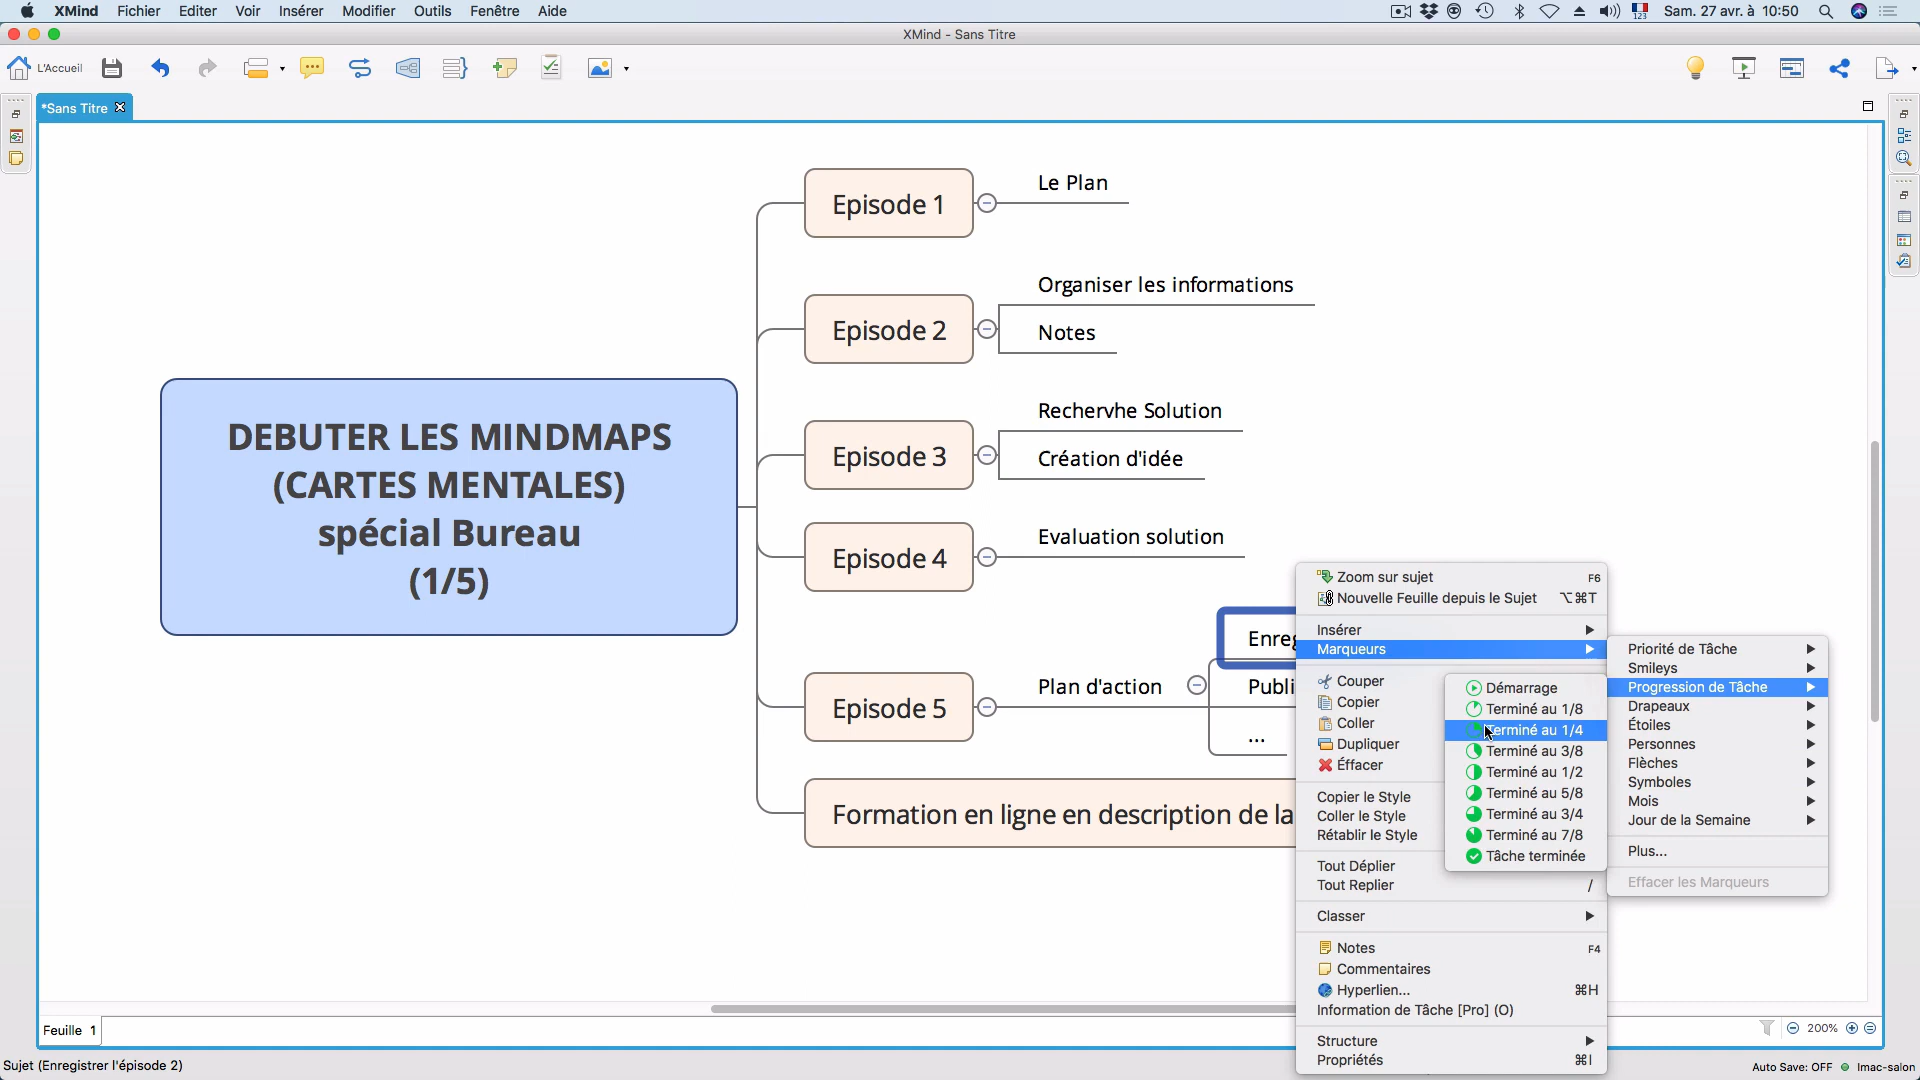 XMind Fichier Editer Voir Insérer Modifier Outils Fenêtre Aide
123 Sam. 27 avr. à 10:50
XMind - Sans Titre
L'Accueil
*Sans Titre
Le Plan
Episode 1
Organiser les informations
Episode 2
Notes
Rechervhe Solution
Episode 3
Création d'idée
DEBUTER LES MINDMAPS
(CARTES MENTALES)
spécial Bureau
(1/5)
Evaluation solution
Episode 4
Enreg
Plan d'action
Publi
Episode 5
...
Formation en ligne en description de la
Zoom sur sujet F6
Nouvelle Feuille depuis le Sujet ⌥⌘T
Insérer
Marqueurs
Couper
Copier
Coller
Dupliquer
Éffacer
Copier le Style
Coller le Style
Rétablir le Style
Tout Déplier
Tout Replier /
Classer
Notes F4
Commentaires
Hyperlien... ⌘H
Information de Tâche [Pro] (O)
Structure
Propriétés ⌘I
Priorité de Tâche
Smileys
Progression de Tâche
Drapeaux
Étoiles
Personnes
Flèches
Symboles
Mois
Jour de la Semaine
Plus...
Effacer les Marqueurs
Démarrage
Terminé au 1/8
Terminé au 1/4
Terminé au 3/8
Terminé au 1/2
Terminé au 5/8
Terminé au 3/4
Terminé au 7/8
Tâche terminée
Feuille 1
200%
Sujet (Enregistrer l'épisode 2)
Auto Save: OFF Imac-salon